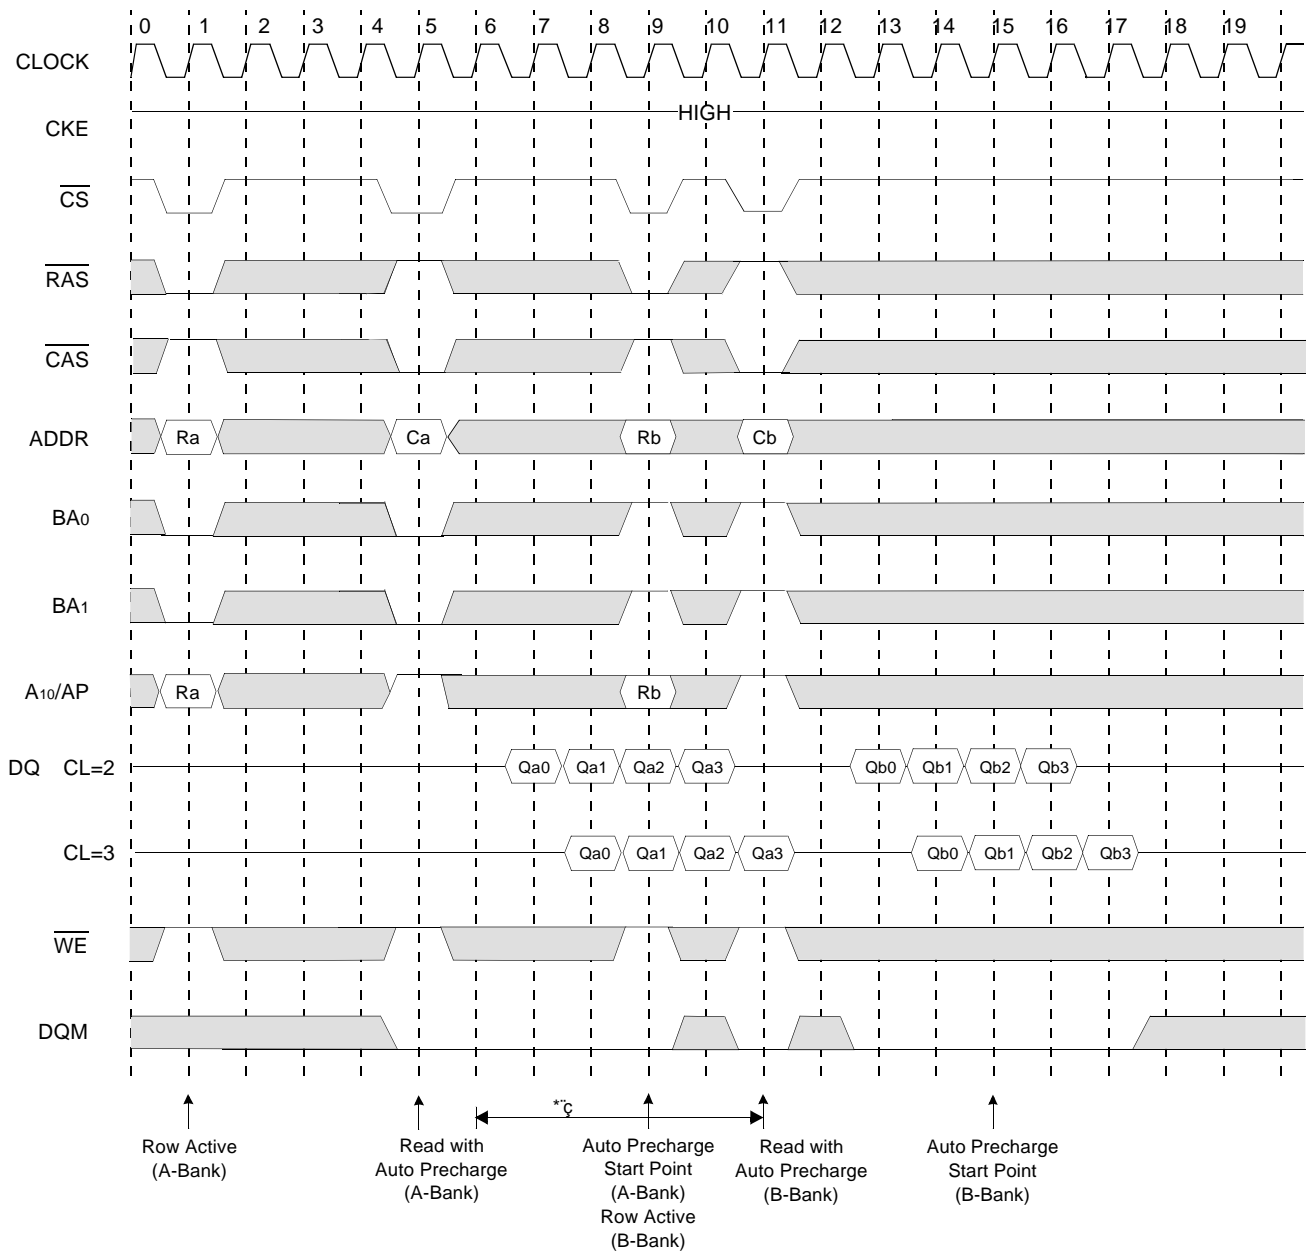 0 1 2 3 4 5 6 7 8 9 10 11 12 13 14 15 16 17 18 19
CLOCK
CKE
HIGH
CS
RAS
CAS
ADDR Ra Ca Rb Cb
BA0
BA1
A10/AP Ra Rb
DQ CL=2 Qa0 Qa1 Qa2 Qa3 Qb0 Qb1 Qb2 Qb3
CL=3 Qa0 Qa1 Qa2 Qa3 Qb0 Qb1 Qb2 Qb3
WE
DQM
*¨ç
Row Active
(A-Bank)
Read with
Auto Precharge
(A-Bank)
Auto Precharge
Start Point
(A-Bank)
Row Active
(B-Bank)
Read with
Auto Precharge
(B-Bank)
Auto Precharge
Start Point
(B-Bank)